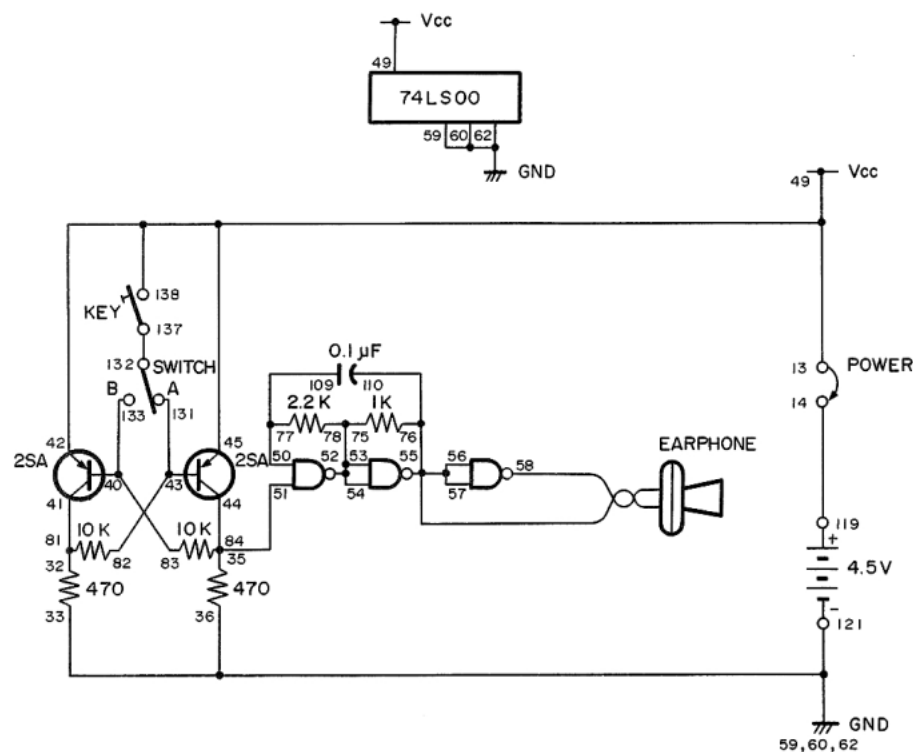 Vcc
49
74LS00
59 60 62
GND
49 Vcc
138
KEY
137
132 SWITCH
B A
133 131
0.1 µF
109 110
2.2K 1K
77 78 75 76
13 POWER
14
EARPHONE
42 45
2SA 2SA
40 43
41 44
50 52 53 55 56 58
51 54 57
81 10K 10K 84
82 83
32 35
470 470
33 36
119
+
4.5V
-
121
GND
59,60,62